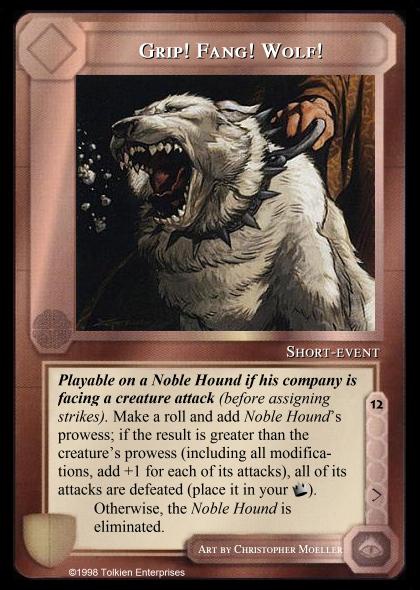 Grip! Fang! Wolf!
Short-event
Playable on a Noble Hound if his company is
facing a creature attack (before assigning
strikes). Make a roll and add Noble Hound's
prowess; if the result is greater than the
creature's prowess (including all modifica-
tions, add +1 for each of its attacks), all of its
attacks are defeated (place it in your ).
Otherwise, the Noble Hound is
eliminated.
12
Art by Christopher Moeller
©1998 Tolkien Enterprises